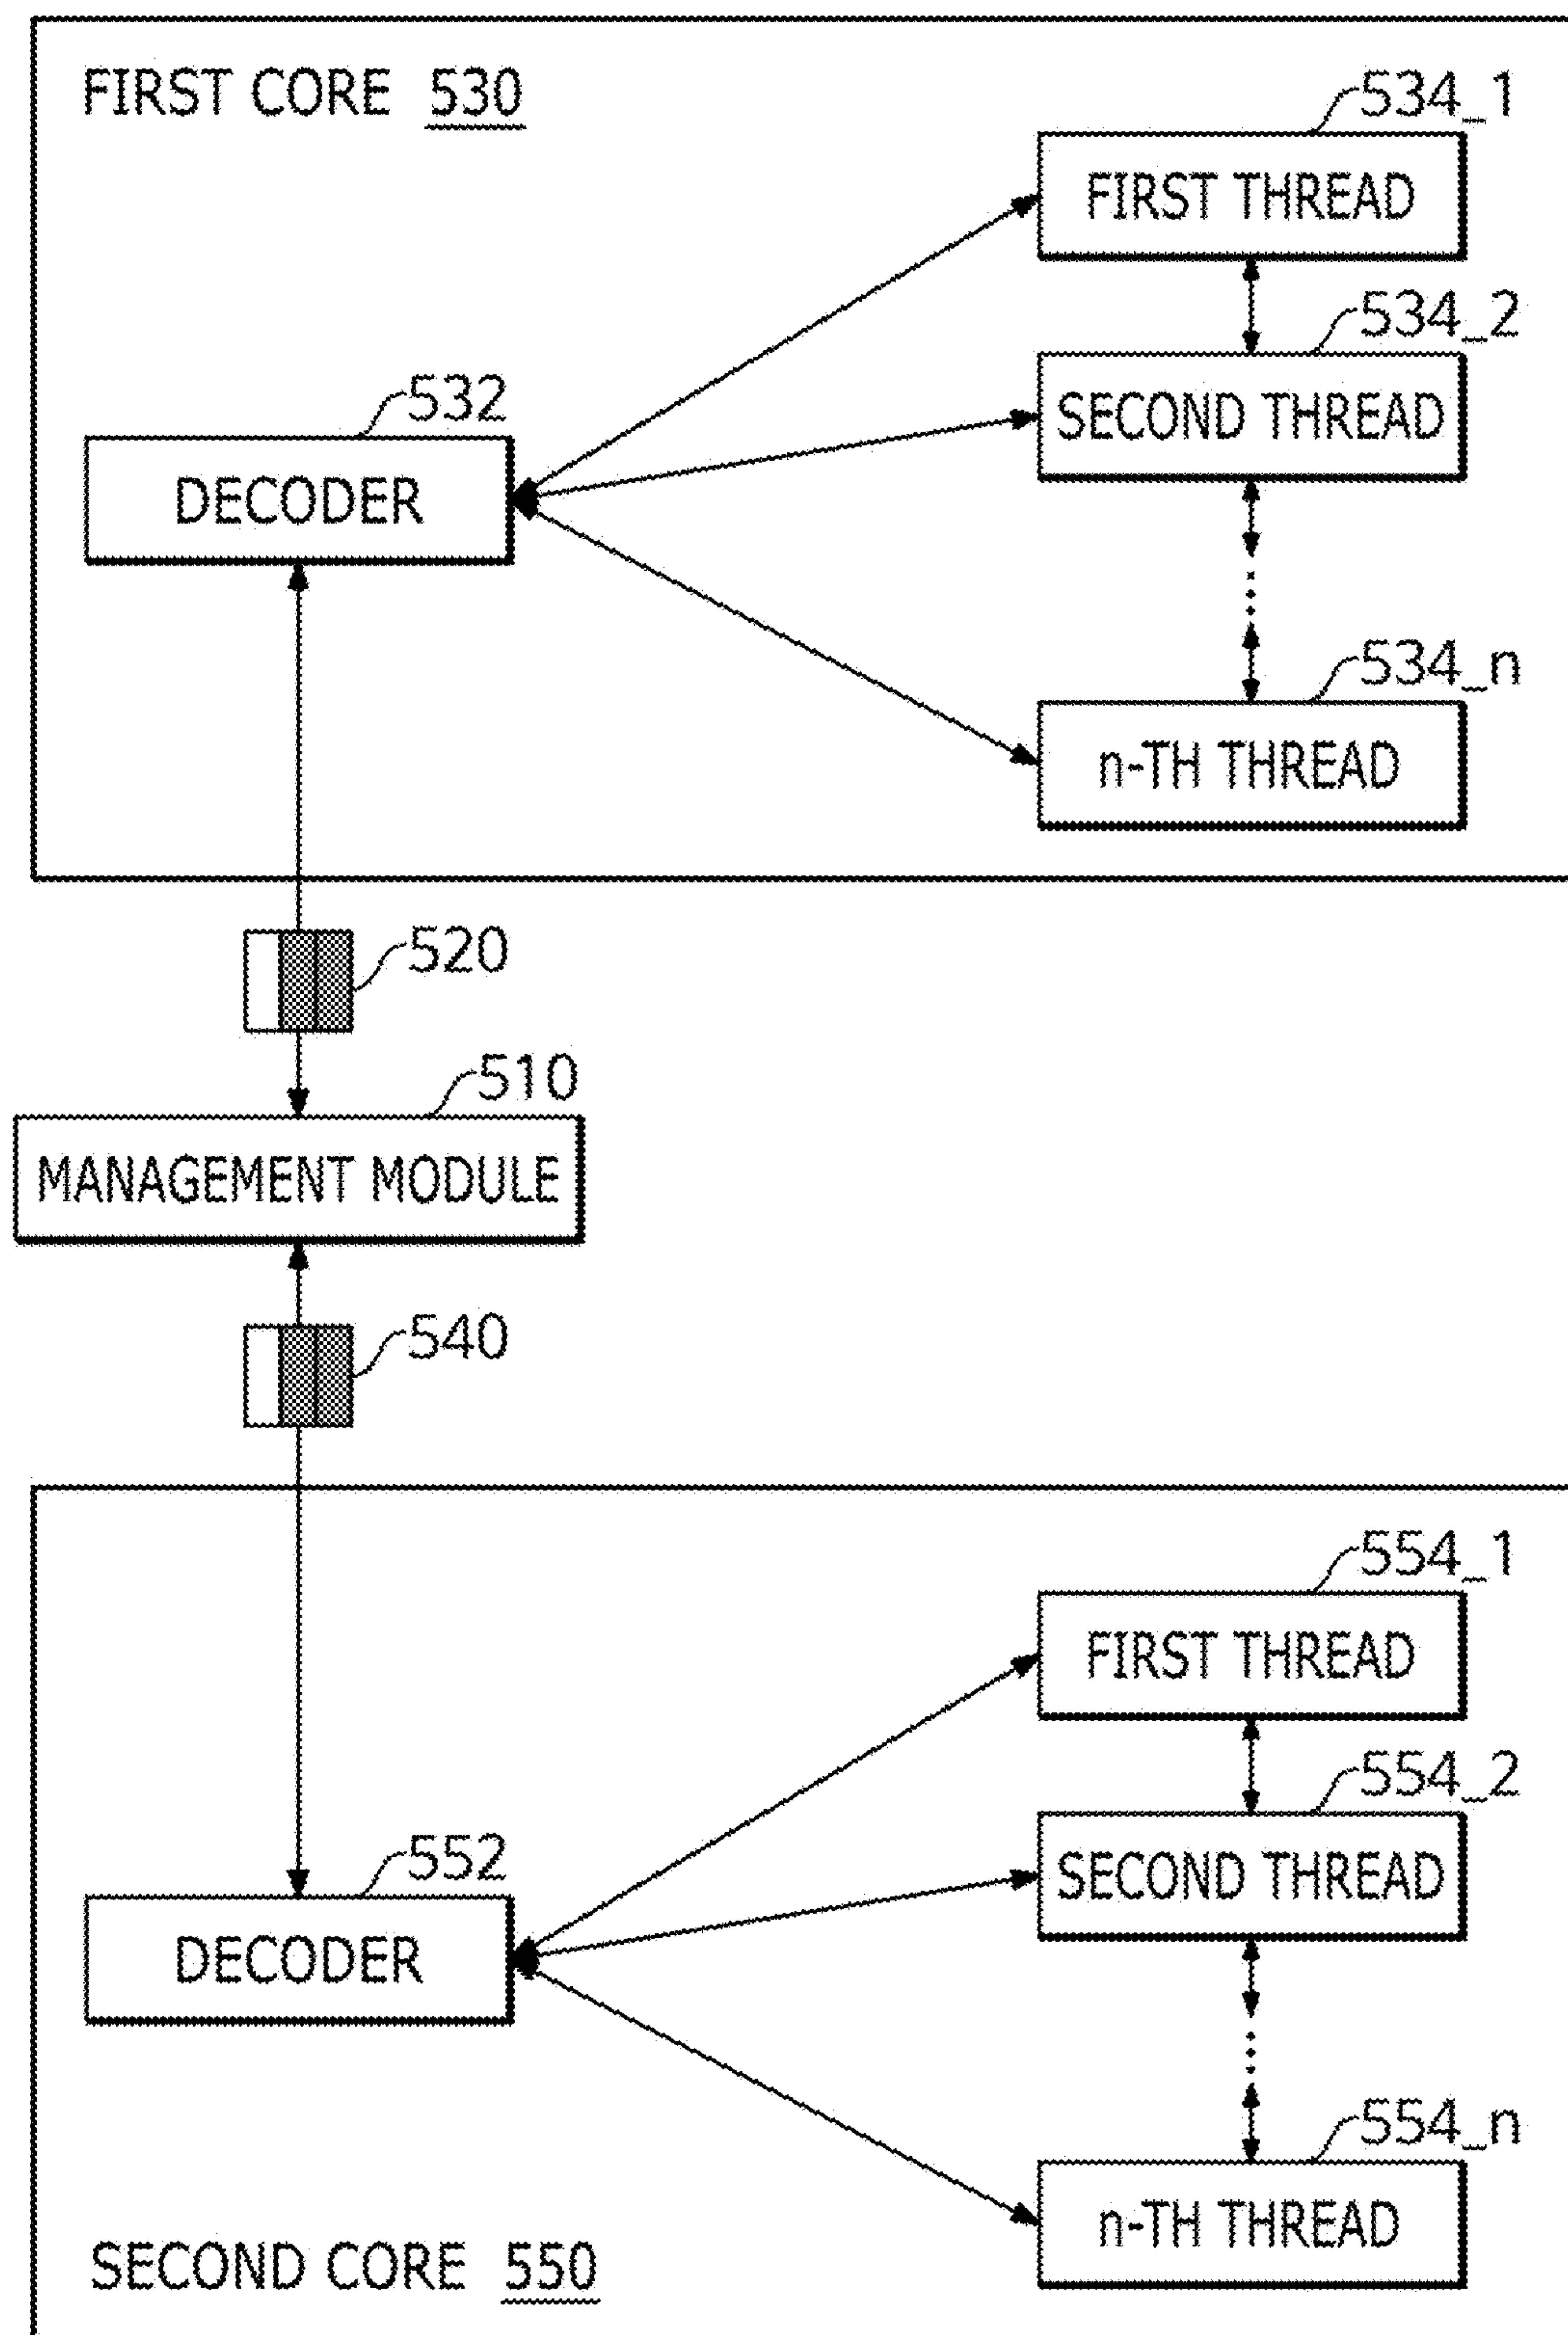 FIRST CORE 530
534_1
FIRST THREAD
534_2
SECOND THREAD
532
DECODER
534_n
n-TH THREAD
520
510
MANAGEMENT MODULE
540
554_1
FIRST THREAD
554_2
SECOND THREAD
552
DECODER
554_n
n-TH THREAD
SECOND CORE 550